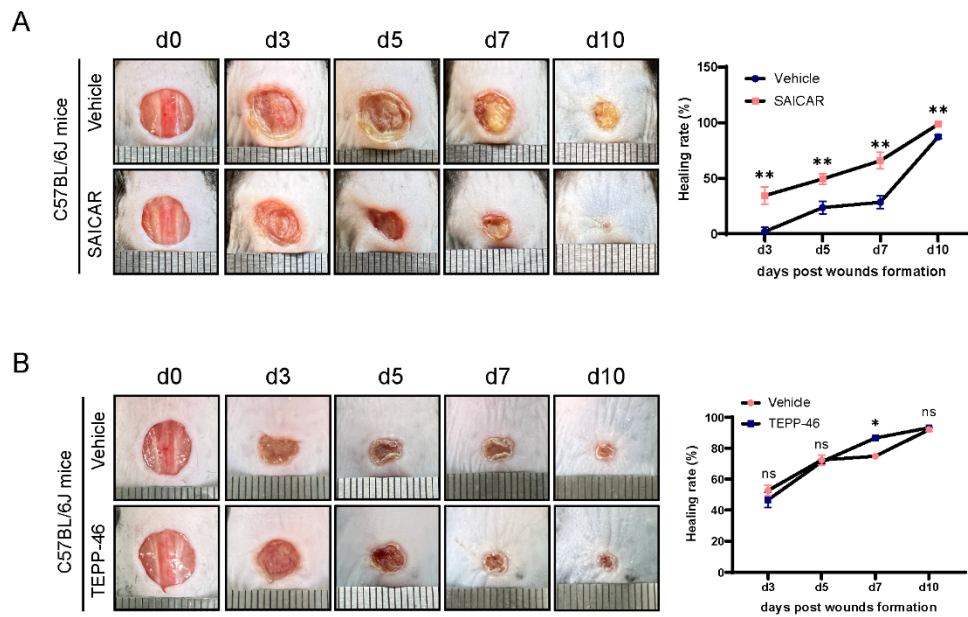 A
d0 d3 d5 d7 d10
C57BL/6J mice
Vehicle
SAICAR
150
100
50
0
Healing rate (%)
Vehicle
SAICAR
** ** ** **
d3 d5 d7 d10
days post wounds formation
B
d0 d3 d5 d7 d10
C57BL/6J mice
Vehicle
TEPP-46
100
80
60
40
20
0
Healing rate (%)
Vehicle
TEPP-46
ns ns * ns
d3 d5 d7 d10
days post wounds formation